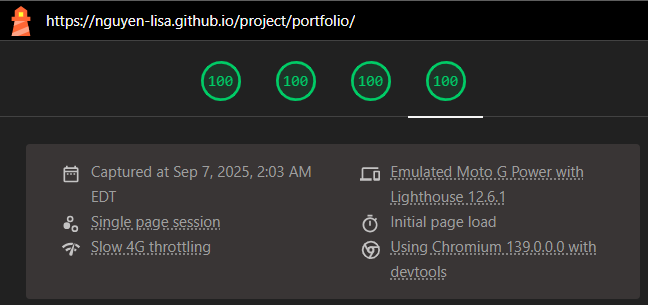 https://nguyen-lisa.github.io/project/portfolio/
100 100 100 100
Captured at Sep 7, 2025, 2:03 AM
EDT
Single page session
Slow 4G throttling
Emulated Moto G Power with
Lighthouse 12.6.1
Initial page load
Using Chromium 139.0.0.0 with
devtools